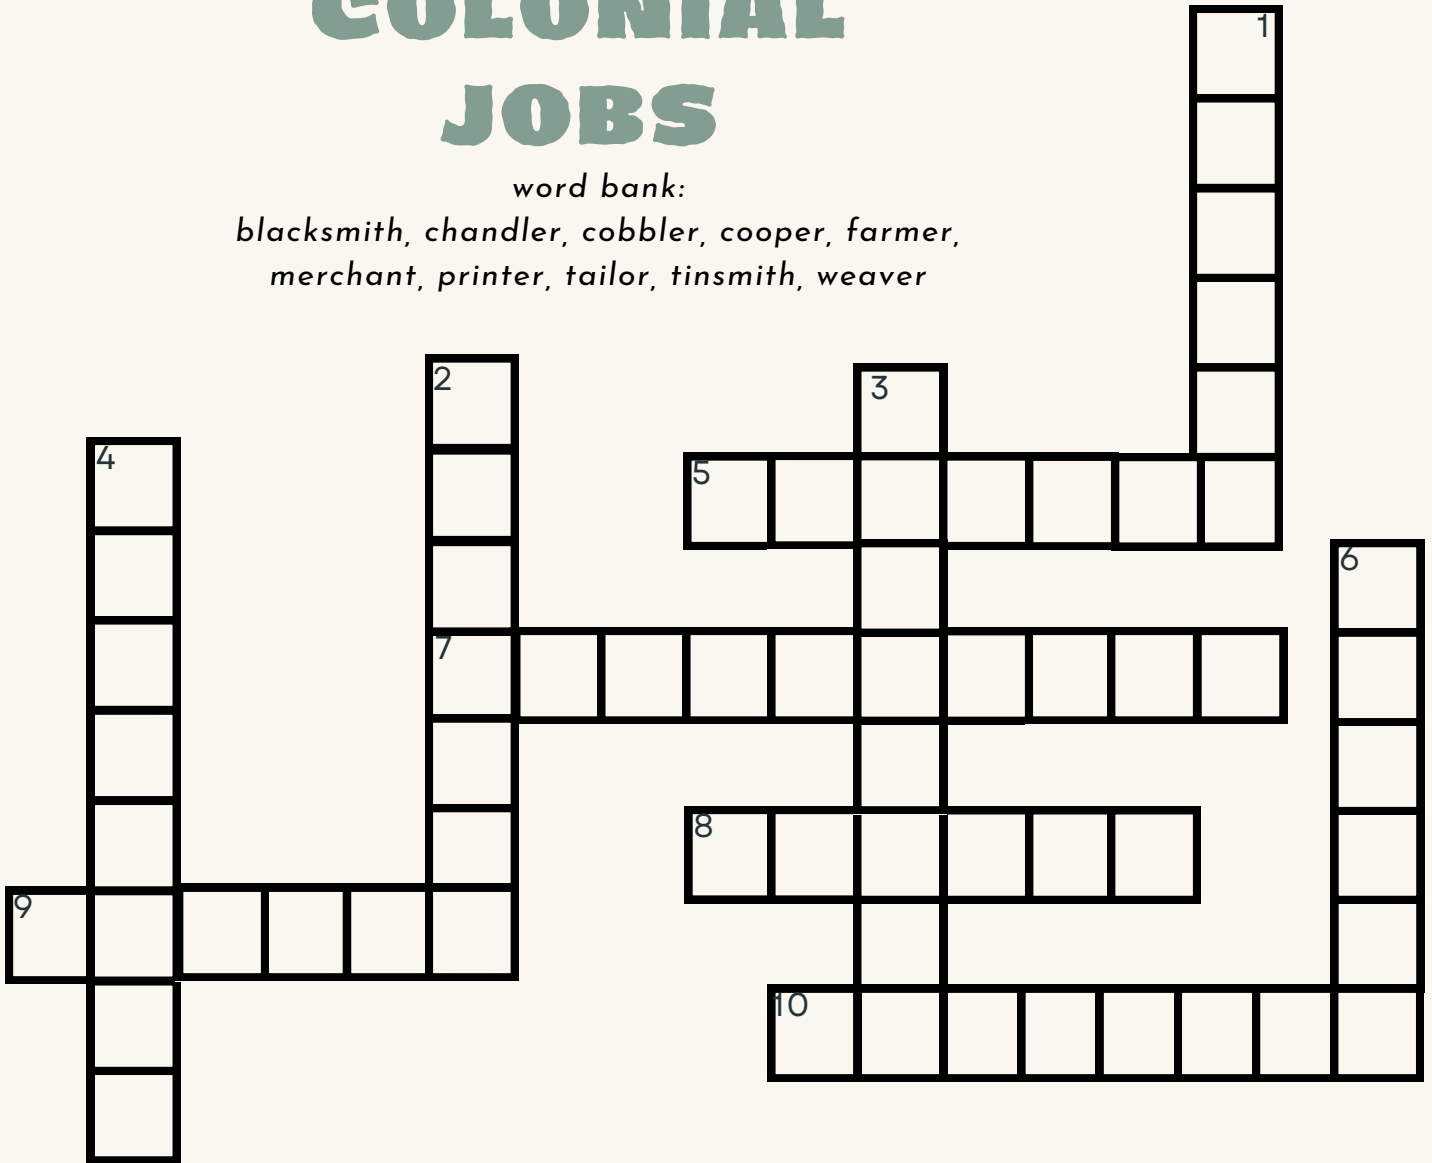 COLONIAL
JOBS
word bank:
blacksmith, chandler, cobbler, cooper, farmer,
merchant, printer, tailor, tinsmith, weaver
1
2
3
4
5
6
7
8
9
10